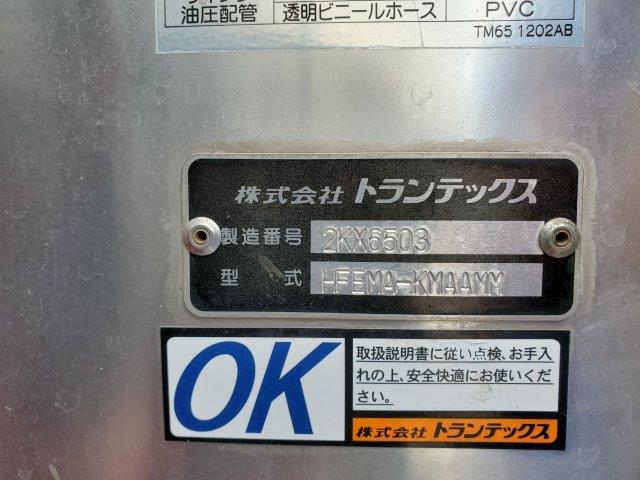 油圧配管 透明ビニールホース PVC
TM65 1202AB
株式会社 トランテックス
製造番号 2KX6503
型式 HFEMA-KMAAMM
OK
取扱説明書に従い点検、お手入
れの上、安全快適にお使いくだ
さい。
株式会社 トランテックス